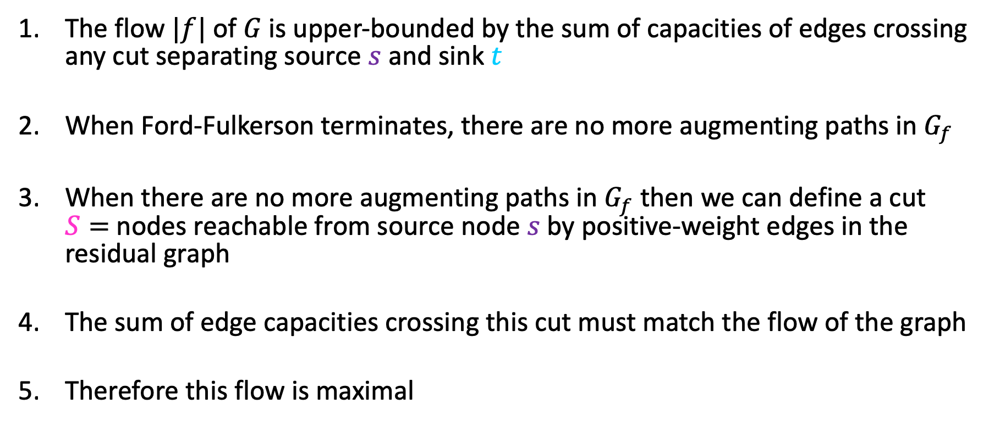 1. The flow |f| of G is upper-bounded by the sum of capacities of edges crossing
any cut separating source s and sink t
2. When Ford-Fulkerson terminates, there are no more augmenting paths in G_f
3. When there are no more augmenting paths in G_f then we can define a cut
S = nodes reachable from source node s by positive-weight edges in the
residual graph
4. The sum of edge capacities crossing this cut must match the flow of the graph
5. Therefore this flow is maximal